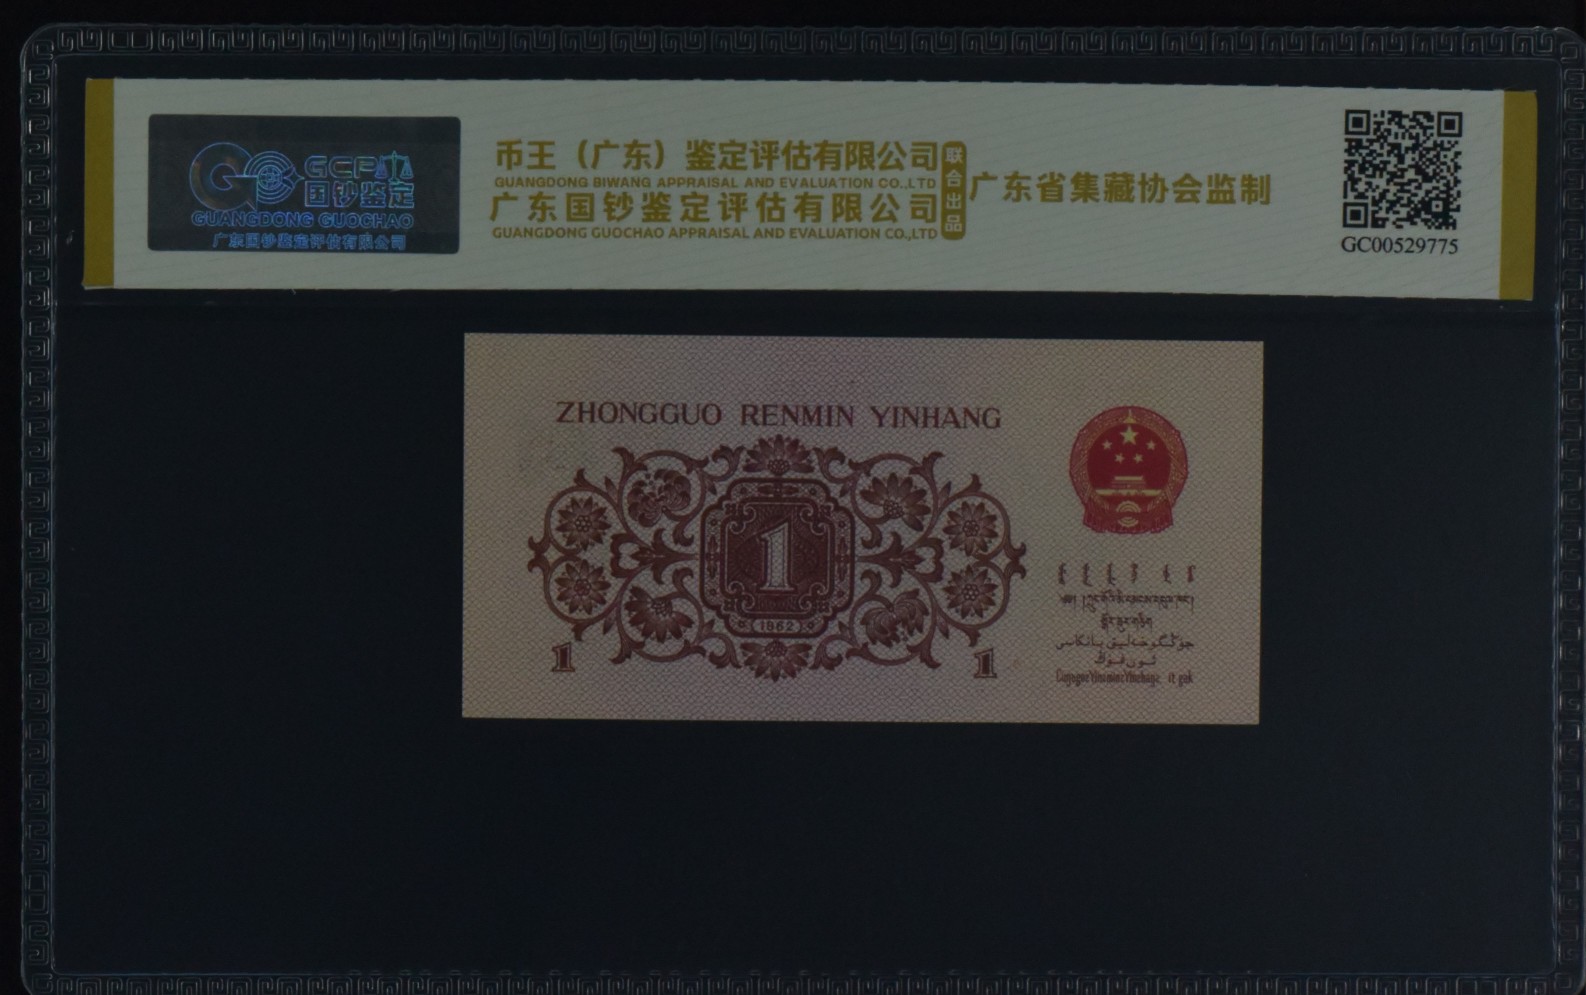 GCP
国钞鉴定
GUANGDONG GUOCHAO
广东国钞鉴定评估有限公司
币王（广东）鉴定评估有限公司
GUANGDONG BIWANG APPRAISAL AND EVALUATION CO.,LTD
广东国钞鉴定评估有限公司
GUANGDONG GUOCHAO APPRAISAL AND EVALUATION CO.,LTD
联合出品
广东省集藏协会监制
GC00529775
ZHONGGUO RENMIN YINHANG
1
1962
1
1